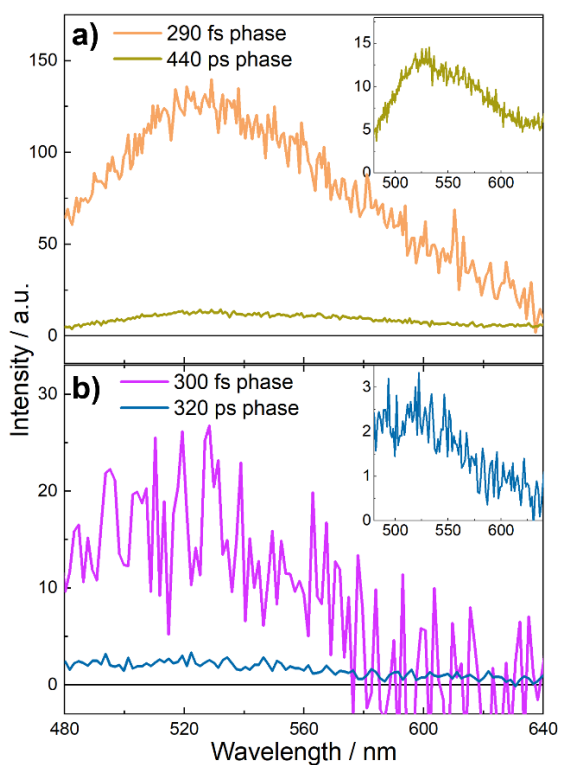 a)
290 fs phase
440 ps phase
175
150
100
50
0
15
10
5
0
500 550 600
Intensity / a.u.
b)
300 fs phase
320 ps phase
30
20
10
0
3
2
1
0
500 550 600
480 520 560 600 640
Wavelength / nm